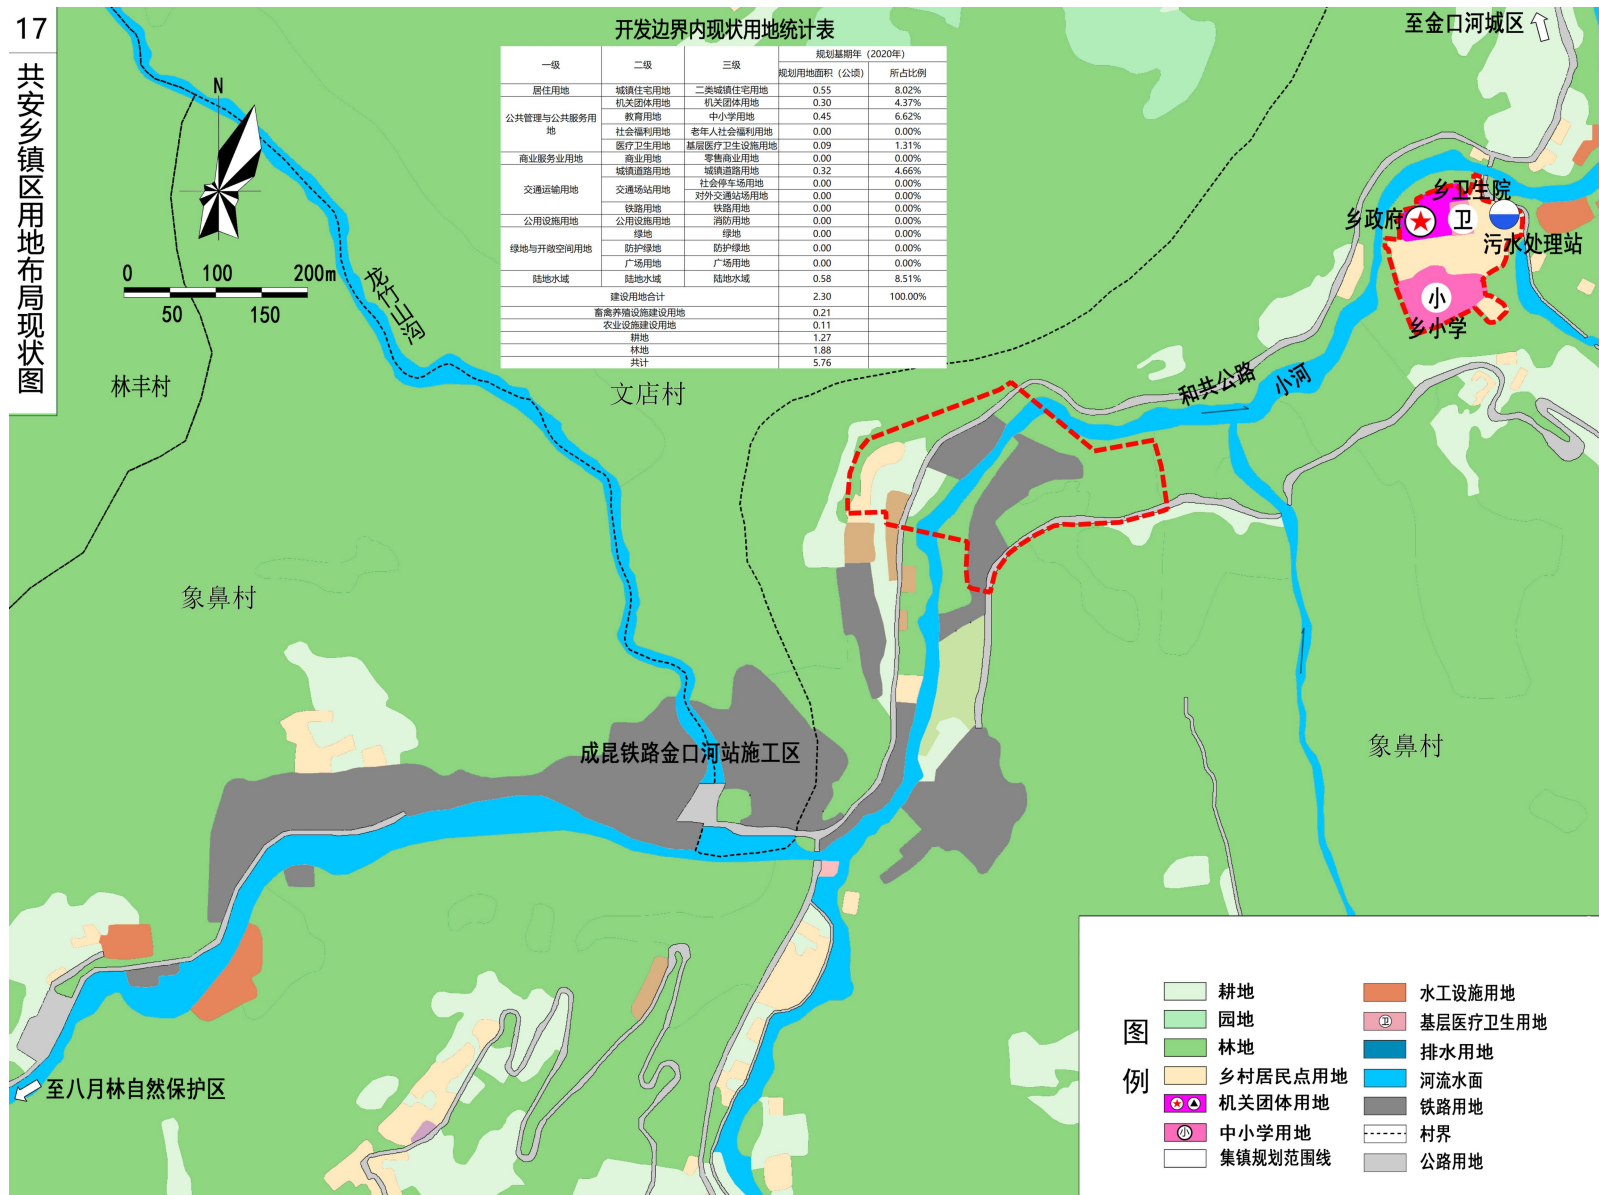 17
共安乡镇区用地布局现状图
开发边界内现状用地统计表
一级 二级 三级 规划基期年（2020年）
规划用地面积（公顷） 所占比例
居住用地 城镇住宅用地 二类城镇住宅用地 0.55 8.02%
公共管理与公共服务用地 机关团体用地 机关团体用地 0.30 4.37%
教育用地 中小学用地 0.45 6.62%
社会福利用地 老年人社会福利用地 0.00 0.00%
医疗卫生用地 基层医疗卫生设施用地 0.09 1.31%
商业服务业用地 商业用地 零售商业用地 0.00 0.00%
交通运输用地 城镇道路用地 城镇道路用地 0.32 4.66%
交通场站用地 社会停车场用地 0.00 0.00%
对外交通站场用地 0.00 0.00%
铁路用地 铁路用地 0.00 0.00%
公用设施用地 公用设施用地 消防用地 0.00 0.00%
绿地与开敞空间用地 绿地 绿地 0.00 0.00%
防护绿地 防护绿地 0.00 0.00%
广场用地 广场用地 0.00 0.00%
陆地水域 陆地水域 陆地水域 0.58 8.51%
建设用地合计 2.30 100.00%
畜禽养殖设施建设用地 0.21
农业设施建设用地 0.11
耕地 1.27
林地 1.88
共计 5.76
至金口河城区
N
0 100 200m
50 150
龙竹山沟
林丰村
文店村
象鼻村
乡卫生院
乡政府
卫
污水处理站
小
乡小学
和共公路
小河
成昆铁路金口河站施工区
象鼻村
至八月林自然保护区
图例
耕地
园地
林地
乡村居民点用地
机关团体用地
小 中小学用地
集镇规划范围线
水工设施用地
卫 基层医疗卫生用地
排水用地
河流水面
铁路用地
村界
公路用地